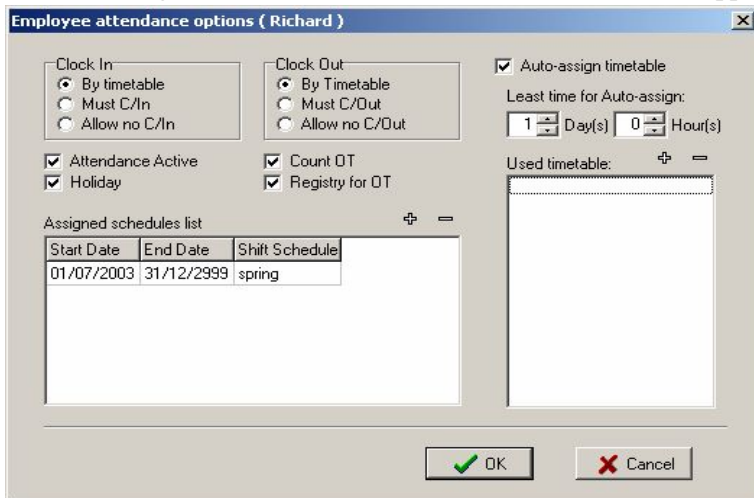 Employee attendance options ( Richard )
Clock In
By timetable
Must C/In
Allow no C/In
Clock Out
By Timetable
Must C/Out
Allow no C/Out
Auto-assign timetable
Least time for Auto-assign:
1 Day(s) 0 Hour(s)
Attendance Active
Holiday
Count OT
Registry for OT
Used timetable:
Assigned schedules list
Start Date End Date Shift Schedule
01/07/2003 31/12/2999 spring
OK Cancel